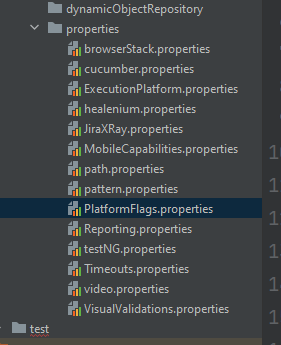 dynamicObjectRepository
properties
browserStack.properties
cucumber.properties
ExecutionPlatform.properties
healenium.properties
JiraXRay.properties
MobileCapabilities.properties
path.properties
pattern.properties
PlatformFlags.properties
Reporting.properties
testNG.properties
Timeouts.properties
video.properties
VisualValidations.properties
test